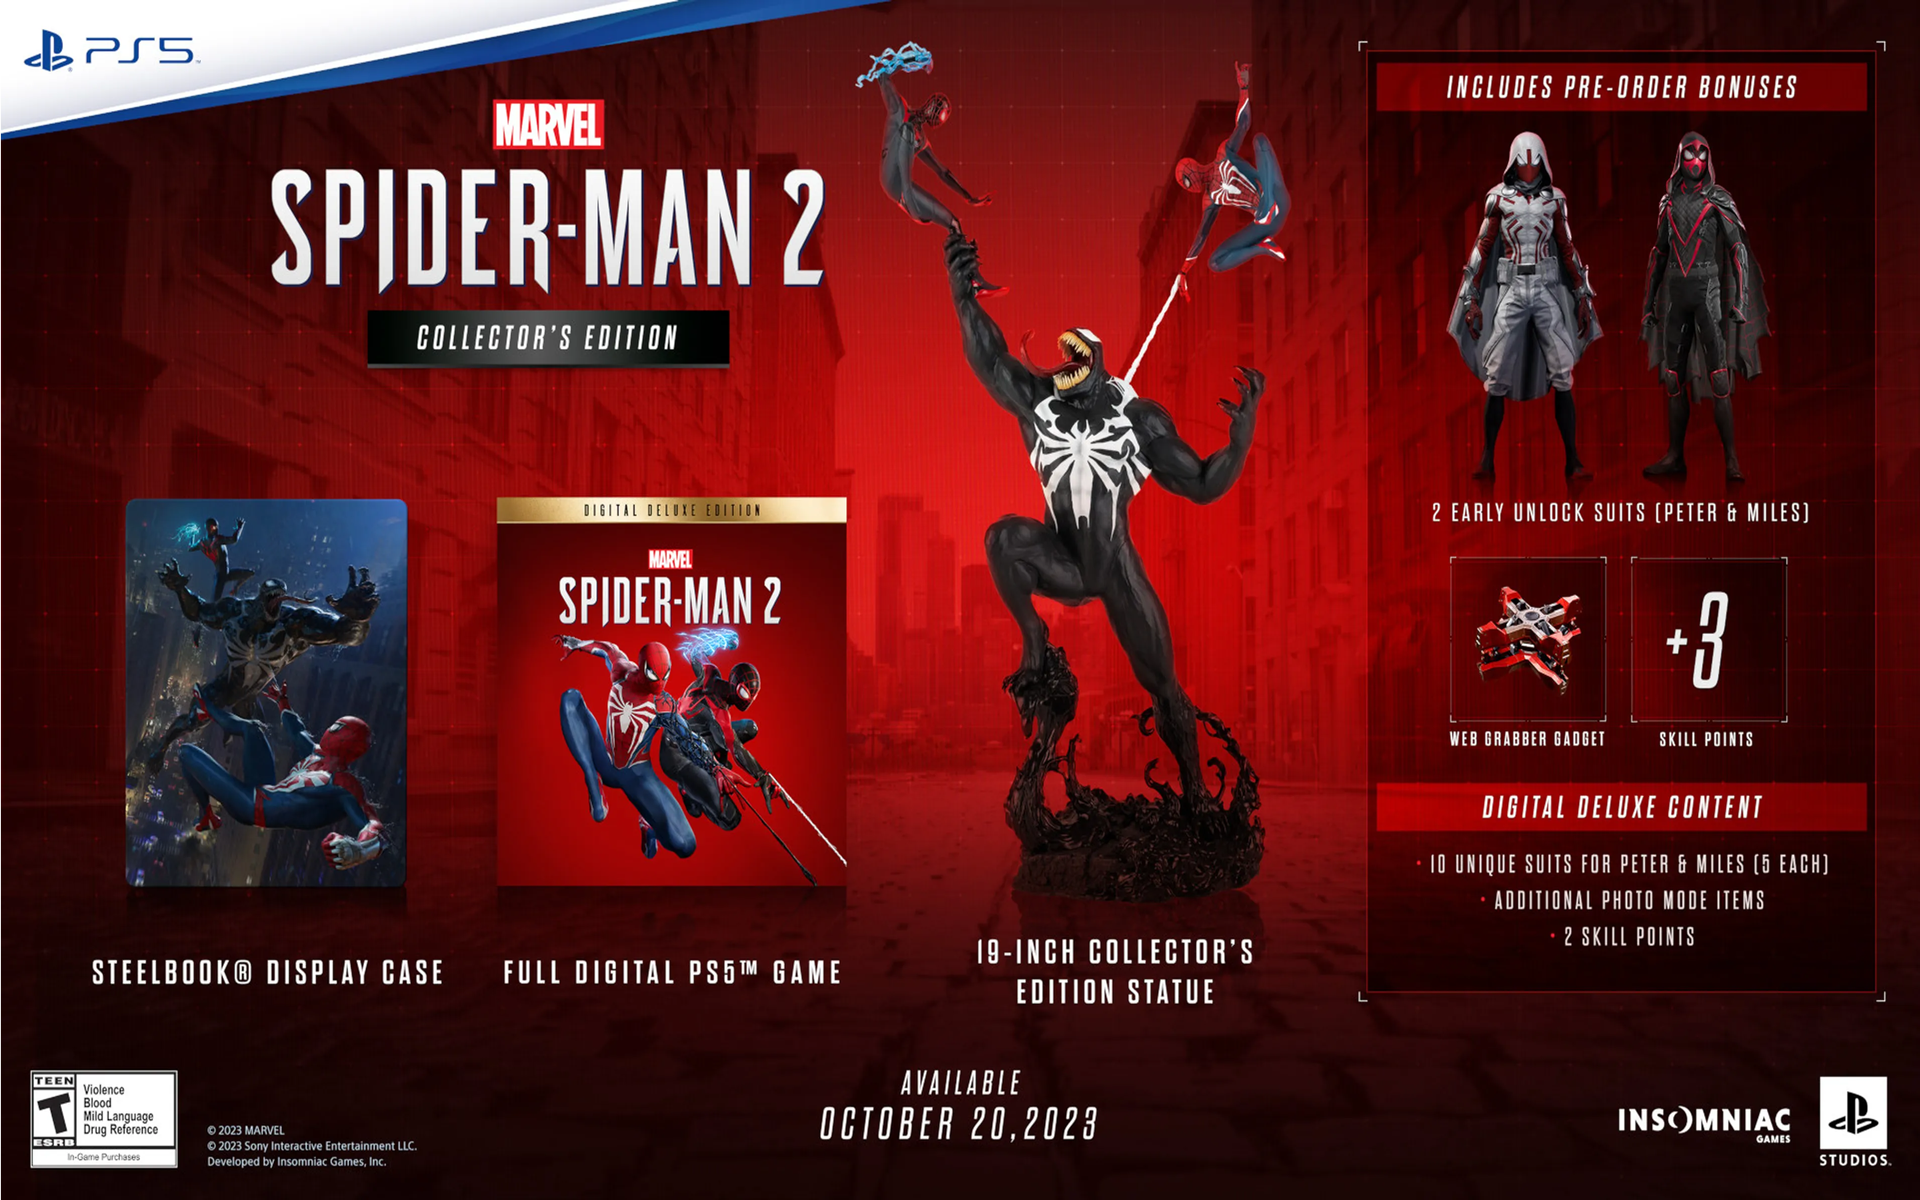 PS5
MARVEL
SPIDER-MAN 2
COLLECTOR'S EDITION
DIGITAL DELUXE EDITION
MARVEL
SPIDER-MAN 2
STEELBOOK® DISPLAY CASE
FULL DIGITAL PS5™ GAME
19-INCH COLLECTOR'S
EDITION STATUE
INCLUDES PRE-ORDER BONUSES
2 EARLY UNLOCK SUITS (PETER & MILES)
+3
WEB GRABBER GADGET
SKILL POINTS
DIGITAL DELUXE CONTENT
• 10 UNIQUE SUITS FOR PETER & MILES (5 EACH)
• ADDITIONAL PHOTO MODE ITEMS
• 2 SKILL POINTS
AVAILABLE
OCTOBER 20,2023
TEEN
T
ESRB
Violence
Blood
Mild Language
Drug Reference
In-Game Purchases
© 2023 MARVEL
© 2023 Sony Interactive Entertainment LLC.
Developed by Insomniac Games, Inc.
INSOMNIAC
GAMES
STUDIOS